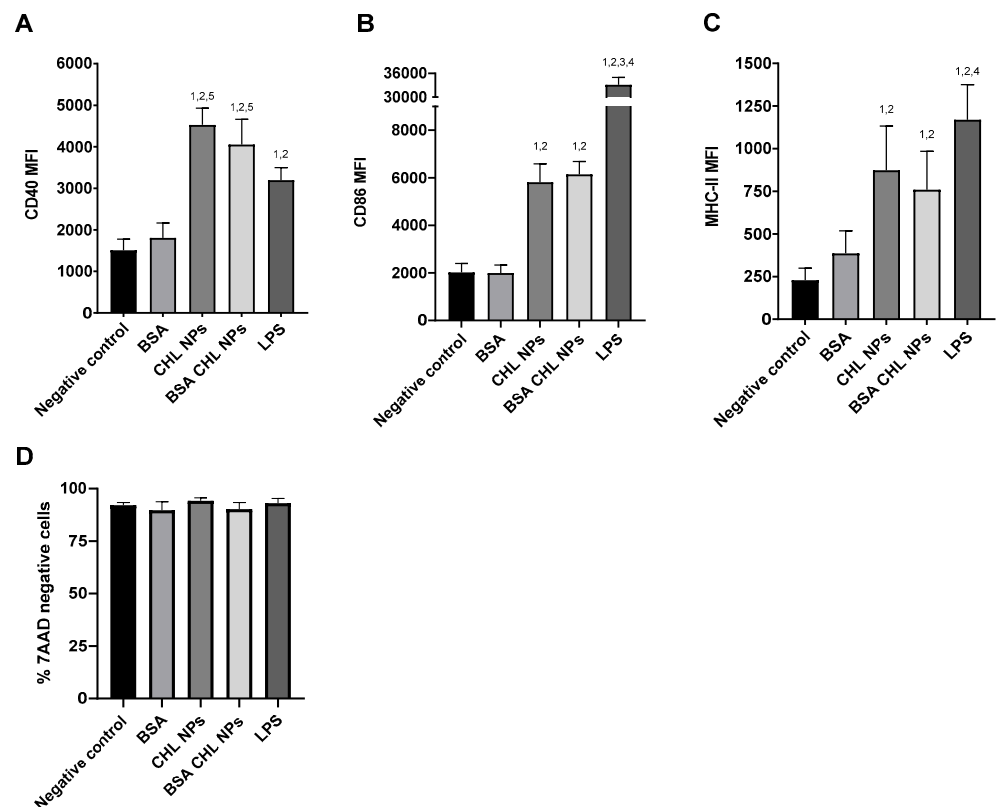 A
CD40 MFI
6000
5000
4000
3000
2000
1000
0
1,2,5
1,2,5
1,2
Negative control
BSA
CHL NPs
BSA CHL NPs
LPS
B
CD86 MFI
36000
30000
8000
6000
4000
2000
0
1,2
1,2
1,2,3,4
Negative control
BSA
CHL NPs
BSA CHL NPs
LPS
C
MHC-II MFI
1500
1250
1000
750
500
250
0
1,2
1,2
1,2,4
Negative control
BSA
CHL NPs
BSA CHL NPs
LPS
D
% 7AAD negative cells
100
75
50
25
0
Negative control
BSA
CHL NPs
BSA CHL NPs
LPS